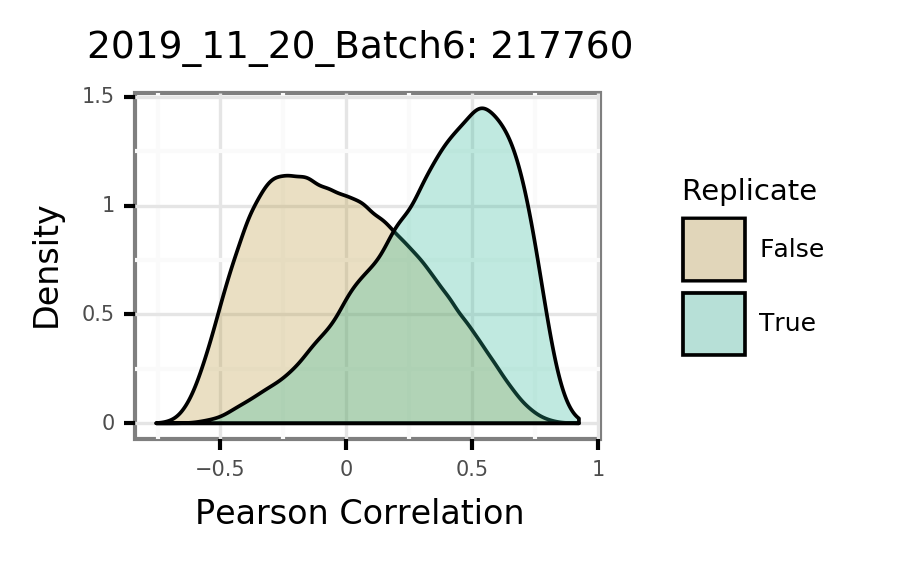 2019_11_20_Batch6: 217760
1.5
1
0.5
0
Density
−0.5
0
0.5
1
Pearson Correlation
Replicate
False
True